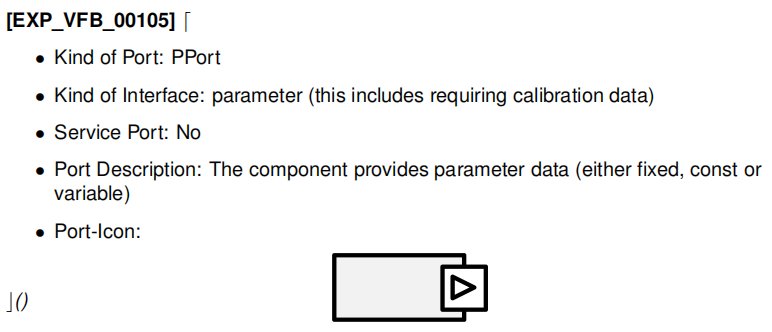 [EXP_VFB_00105] ⌈
• Kind of Port: PPort
• Kind of Interface: parameter (this includes requiring calibration data)
• Service Port: No
• Port Description: The component provides parameter data (either fixed, const or
variable)
• Port-Icon:
⌋()